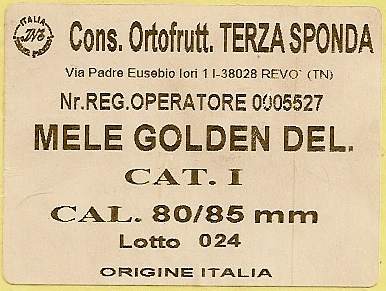 ITALIA
Cons. Ortofrutt. TERZA SPONDA
Via Padre Eusebio Iori 1 I-38028 REVO` (TN)
Nr.REG.OPERATORE 0005527
MELE GOLDEN DEL.
CAT. I
CAL. 80/85 mm
Lotto 024
ORIGINE ITALIA